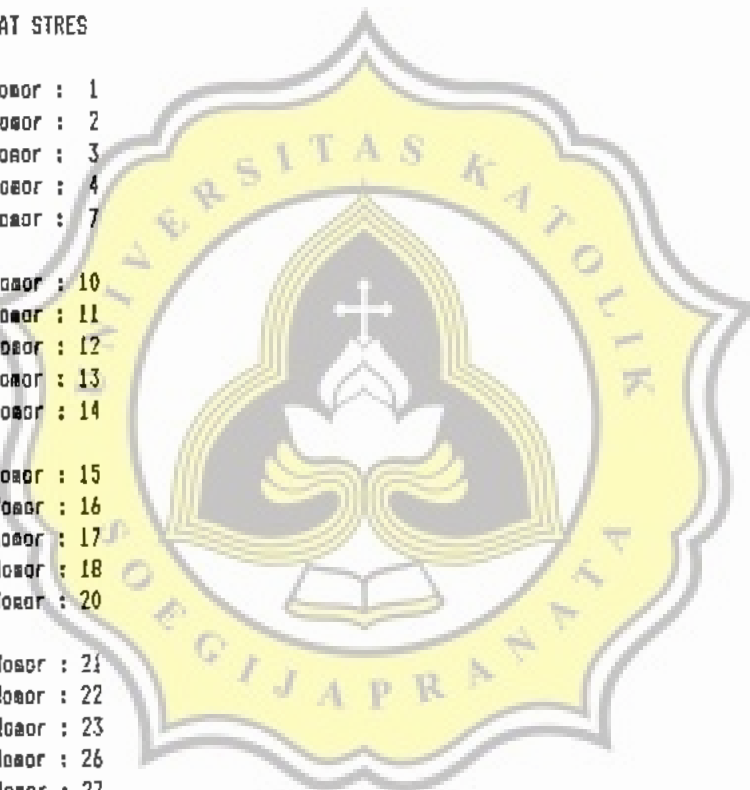 AT STRES
omor : 1
omor : 2
omor : 3
omor : 4
omor : 7
omor : 10
omor : 11
omor : 12
omor : 13
omor : 14
omor : 15
omor : 16
omor : 17
omor : 18
omor : 20
omor : 21
omor : 22
omor : 23
omor : 26
omor : 27
UNIVERSITAS KATOLIK
SOEGIJAPRANATA